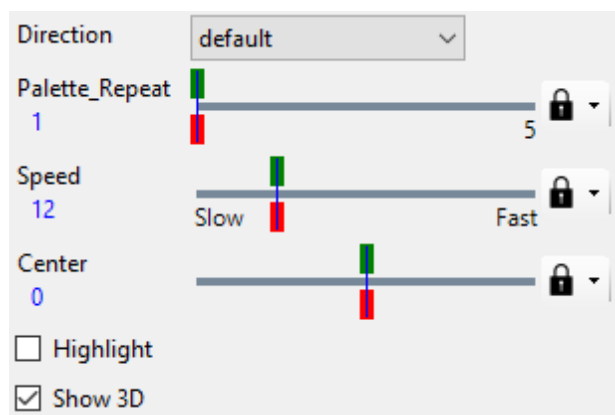 Direction default
Palette_Repeat
1 5
Speed
12 Slow Fast
Center
0
Highlight
Show 3D